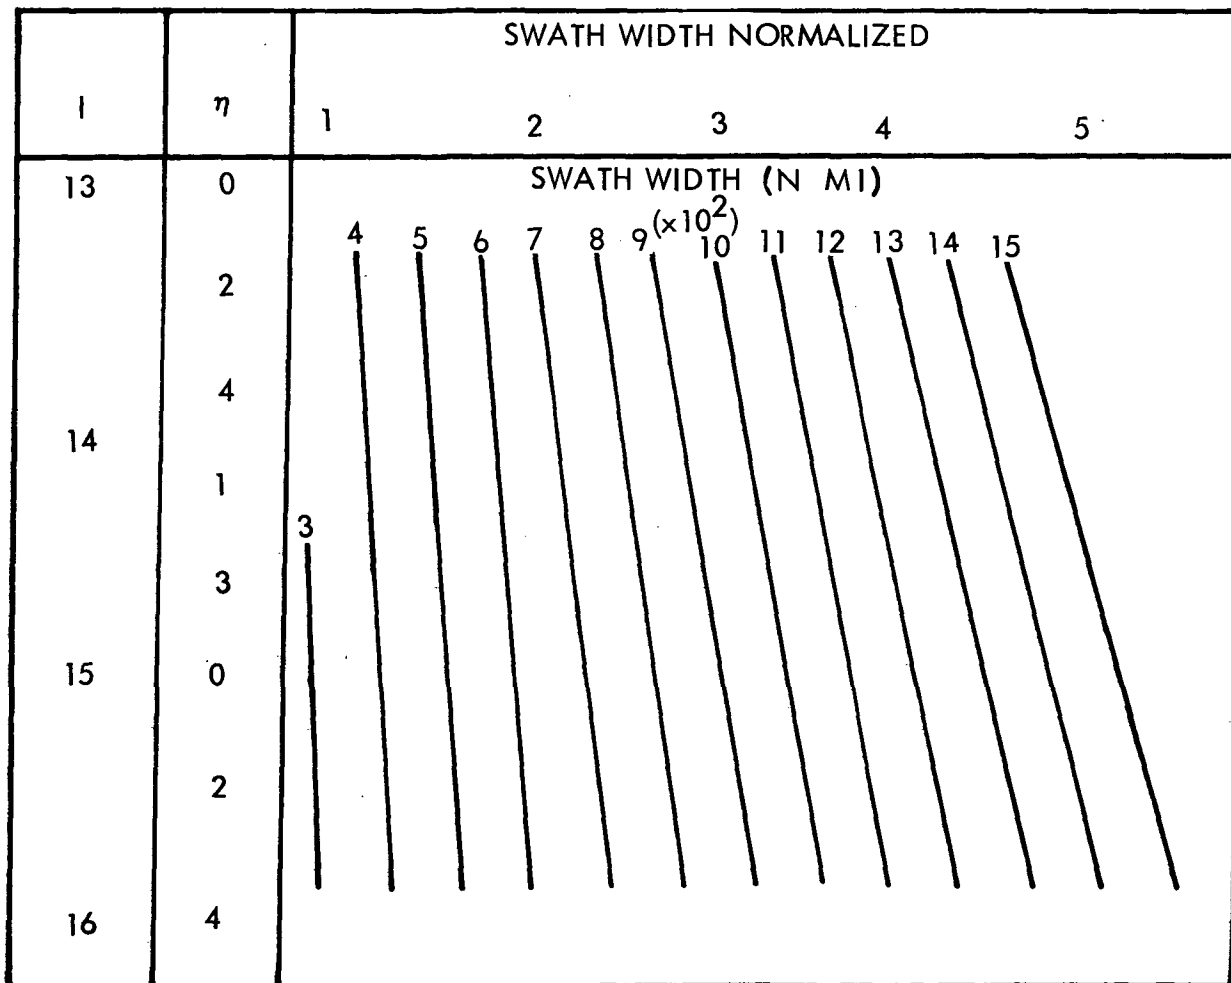 SWATH WIDTH NORMALIZED
I η 1 2 3 4 5
13 0 SWATH WIDTH (N MI)
(×10²)
4 5 6 7 8 9 10 11 12 13 14 15
2
4
14
1
3
3
15 0
2
16 4